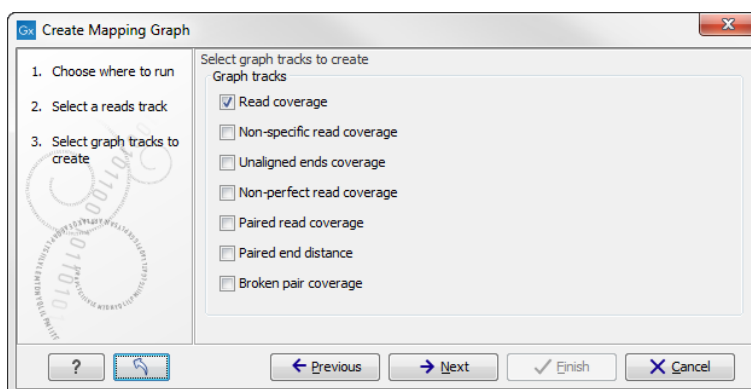 Gx Create Mapping Graph
1. Choose where to run
2. Select a reads track
3. Select graph tracks to
create
Select graph tracks to create
Graph tracks
Read coverage
Non-specific read coverage
Unaligned ends coverage
Non-perfect read coverage
Paired read coverage
Paired end distance
Broken pair coverage
?
Previous
Next
Finish
Cancel